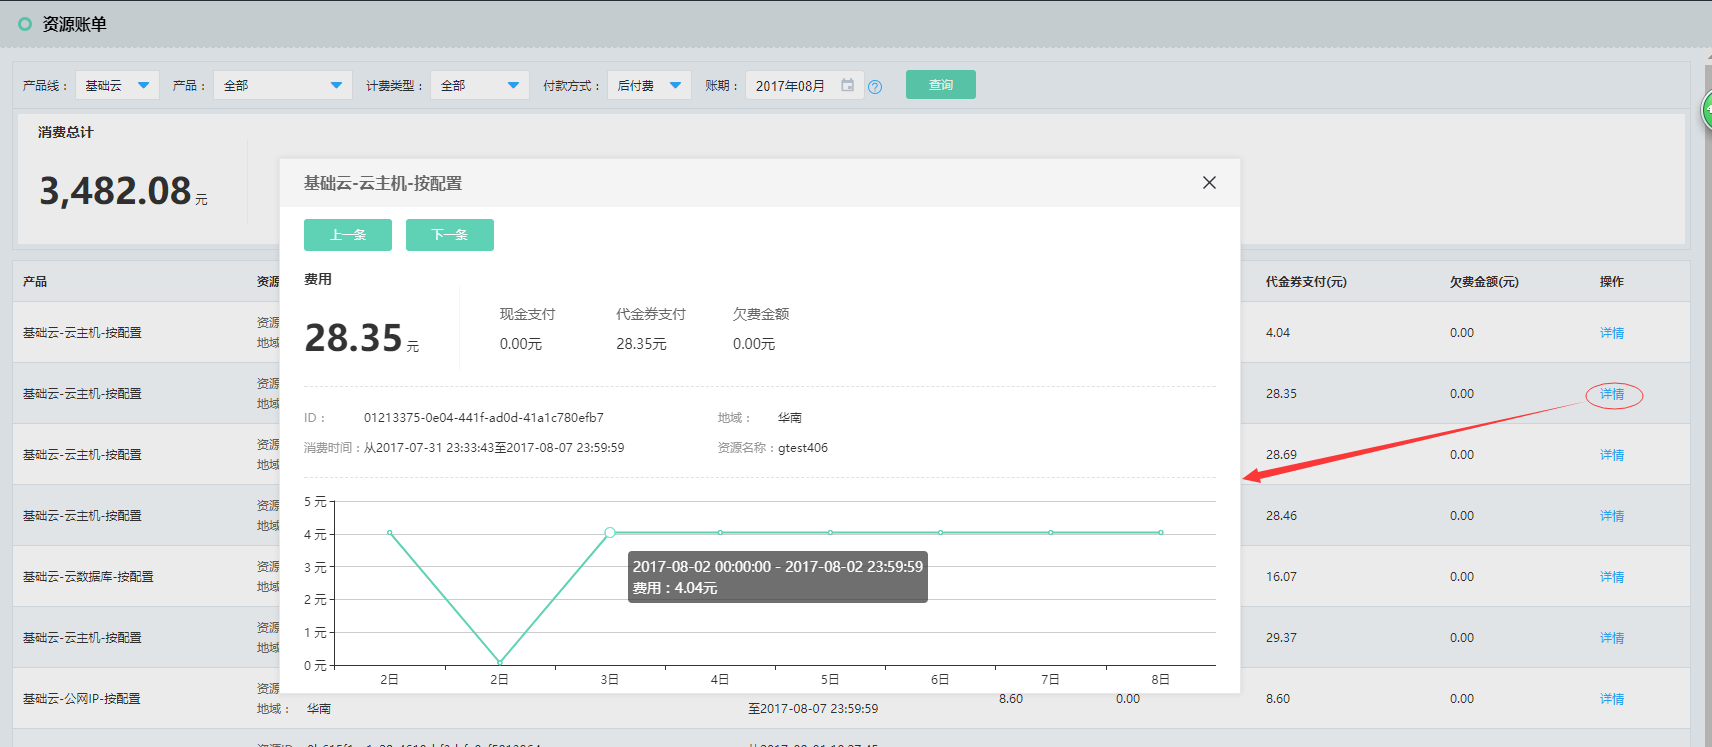 资源账单
产品线： 基础云 产品： 全部 计费类型： 全部 付款方式： 后付费 账期： 2017年08月 ? 查询
消费总计
3,482.08 元
基础云-云主机-按配置
上一条 下一条
费用
28.35 元
现金支付 代金券支付 欠费金额
0.00元 28.35元 0.00元
ID： 01213375-0e04-441f-ad0d-41a1c780efb7 地域： 华南
消费时间：从2017-07-31 23:33:43至2017-08-07 23:59:59 资源名称：gtest406
5 元
4 元
3 元
2 元
1 元
0 元
2017-08-02 00:00:00 - 2017-08-02 23:59:59
费用：4.04元
2日 2日 3日 4日 5日 6日 7日 8日
产品 资源 代金券支付(元) 欠费金额(元) 操作
基础云-云主机-按配置 资源 4.04 0.00 详情
地域
基础云-云主机-按配置 资源 28.35 0.00 详情
地域
基础云-云主机-按配置 资源 28.69 0.00 详情
地域
基础云-云主机-按配置 资源 28.46 0.00 详情
地域
基础云-云数据库-按配置 资源 16.07 0.00 详情
地域
基础云-云主机-按配置 资源 29.37 0.00 详情
地域
基础云-公网IP-按配置 资源 8.60 0.00 8.60 0.00 详情
地域： 华南 至2017-08-07 23:59:59